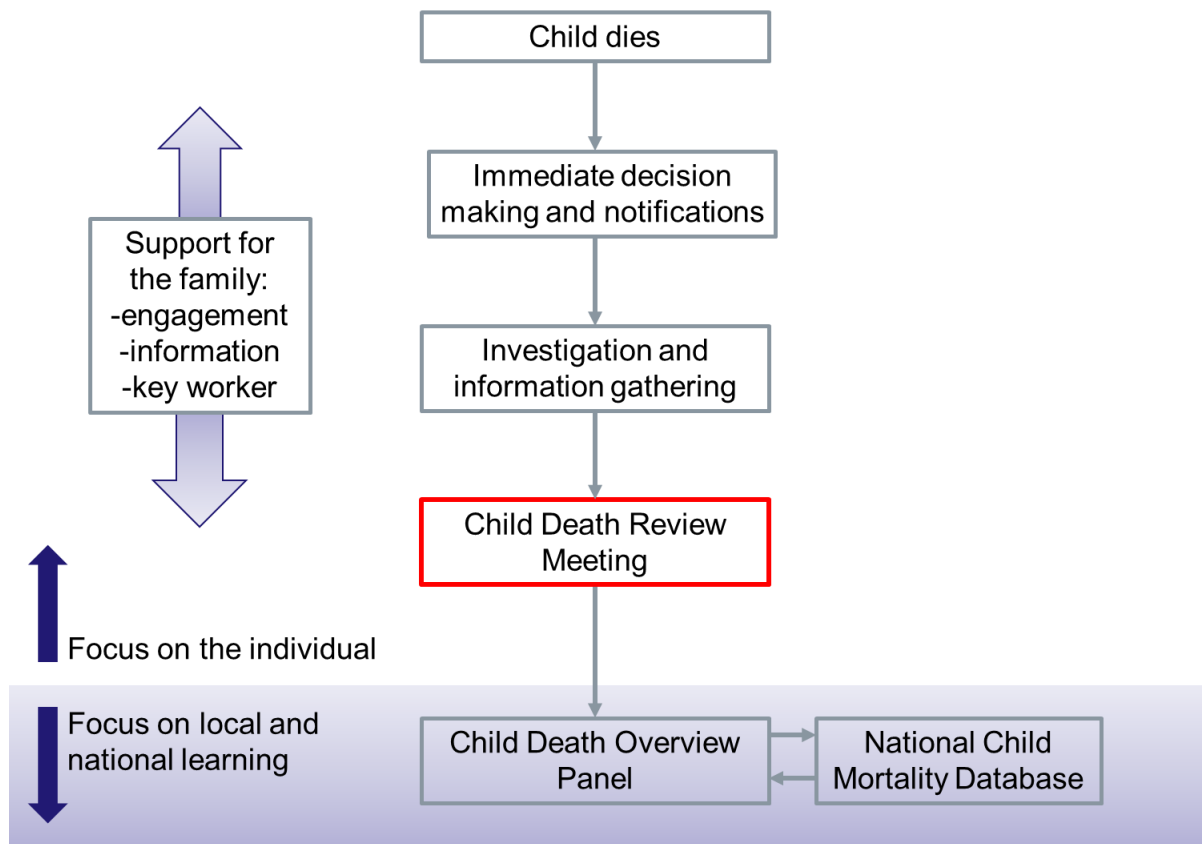 Child dies
Immediate decision
making and notifications
Support for
the family:
-engagement
-information
-key worker
Investigation and
information gathering
Child Death Review
Meeting
Focus on the individual
Focus on local and
national learning
Child Death Overview
Panel
National Child
Mortality Database